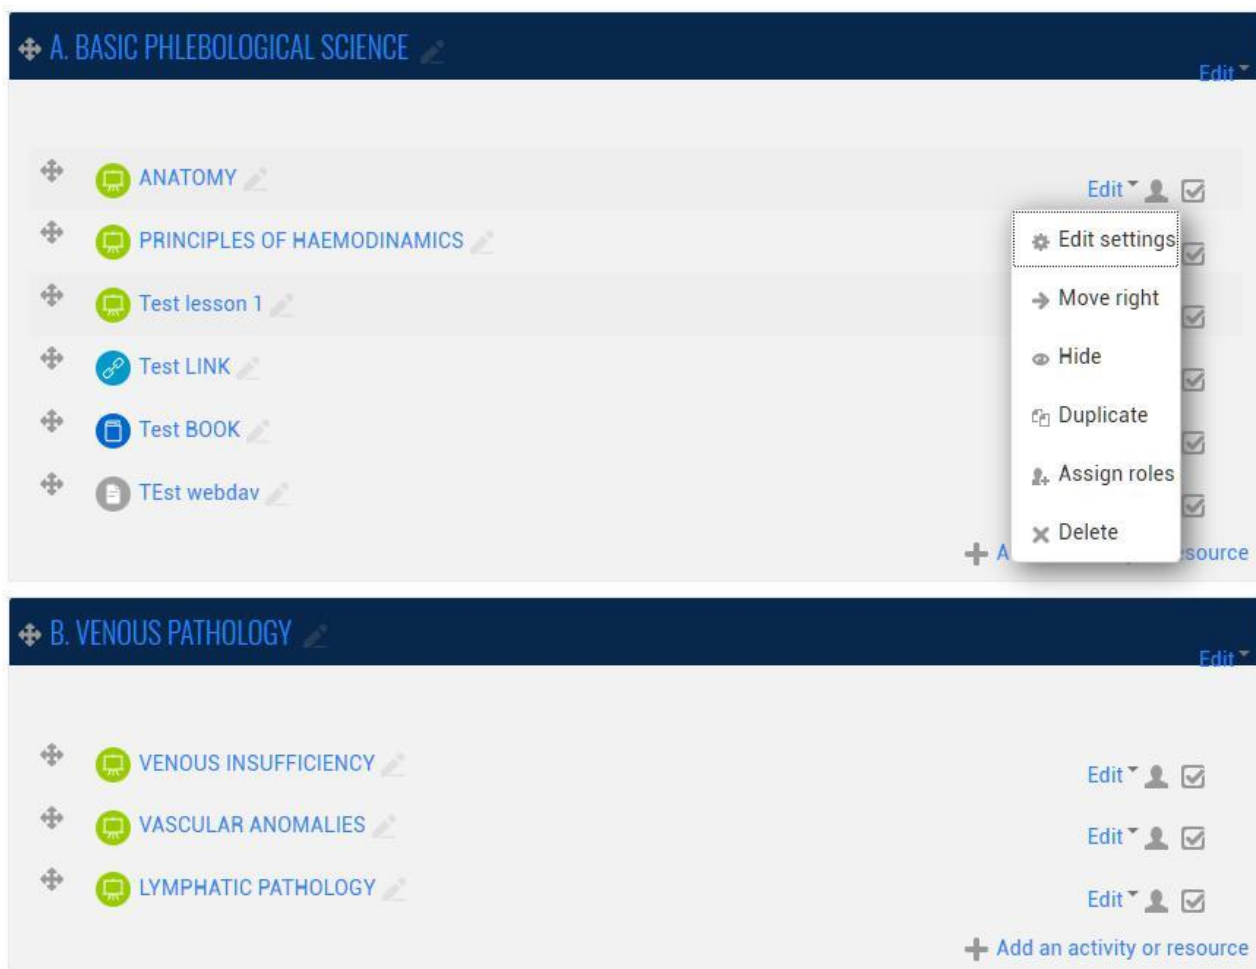 A. BASIC PHLEBOLOGICAL SCIENCE
Edit
ANATOMY
Edit
PRINCIPLES OF HAEMODINAMICS
Edit settings
Test lesson 1
Move right
Test LINK
Hide
Test BOOK
Duplicate
TEst webdav
Assign roles
Delete
A
source
B. VENOUS PATHOLOGY
Edit
VENOUS INSUFFICIENCY
Edit
VASCULAR ANOMALIES
Edit
LYMPHATIC PATHOLOGY
Edit
Add an activity or resource